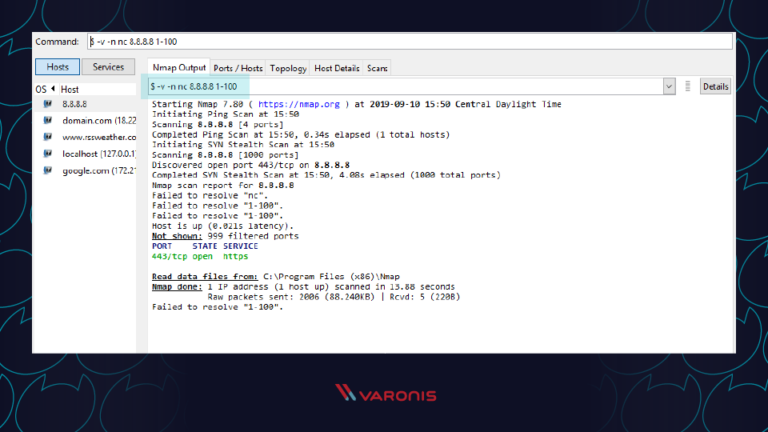 Command: $ -v -n nc 8.8.8.8 1-100
Hosts Services
Nmap Output Ports / Hosts Topology Host Details Scans
OS Host
$ -v -n nc 8.8.8.8 1-100 Details
8.8.8.8
domain.com (18.22
www.rssweather.co
localhost (127.0.0.1)
google.com (172.21
Starting Nmap 7.80 ( https://nmap.org ) at 2019-09-10 15:50 Central Daylight Time
Initiating Ping Scan at 15:50
Scanning 8.8.8.8 [4 ports]
Completed Ping Scan at 15:50, 0.34s elapsed (1 total hosts)
Initiating SYN Stealth Scan at 15:50
Scanning 8.8.8.8 [1000 ports]
Discovered open port 443/tcp on 8.8.8.8
Completed SYN Stealth Scan at 15:50, 4.08s elapsed (1000 total ports)
Nmap scan report for 8.8.8.8
Failed to resolve "nc".
Failed to resolve "1-100".
Failed to resolve "1-100".
Host is up (0.021s latency).
Not shown: 999 filtered ports
PORT STATE SERVICE
443/tcp open https
Read data files from: C:\Program Files (x86)\Nmap
Nmap done: 1 IP address (1 host up) scanned in 13.88 seconds
Raw packets sent: 2006 (88.240KB) | Rcvd: 5 (220B)
Failed to resolve "1-100".
VARONIS